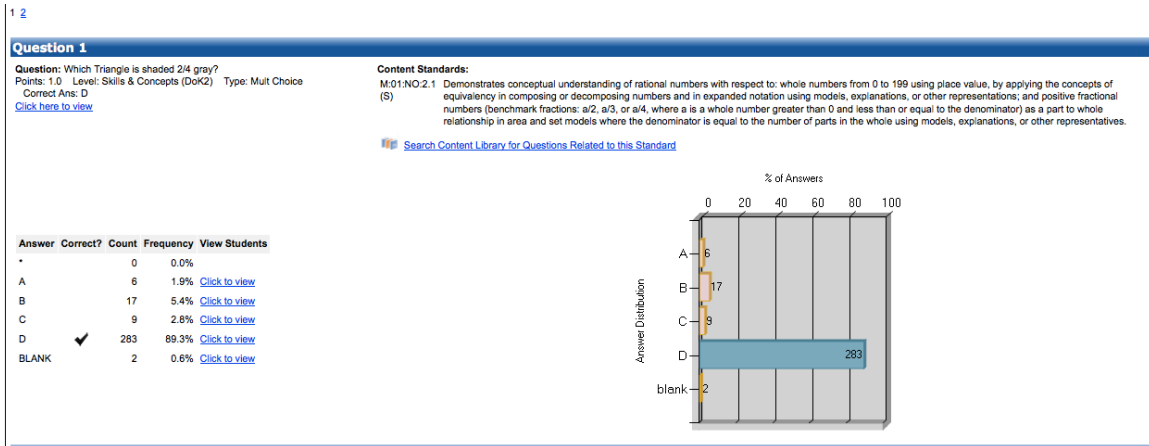 1 2
Question 1
Question: Which Triangle is shaded 2/4 gray?
Points: 1.0 Level: Skills & Concepts (DoK2) Type: Mult Choice
Correct Ans: D
Click here to view
Content Standards:
M:01:NO:2.1 Demonstrates conceptual understanding of rational numbers with respect to: whole numbers from 0 to 199 using place value, by applying the concepts of
(S) equivalency in composing or decomposing numbers and in expanded notation using models, explanations, or other representations; and positive fractional
numbers (benchmark fractions: a/2, a/3, or a/4, where a is a whole number greater than 0 and less than or equal to the denominator) as a part to whole
relationship in area and set models where the denominator is equal to the number of parts in the whole using models, explanations, or other representatives.
Search Content Library for Questions Related to this Standard
Answer Correct? Count Frequency View Students
* 0 0.0%
A 6 1.9% Click to view
B 17 5.4% Click to view
C 9 2.8% Click to view
D ✔ 283 89.3% Click to view
BLANK 2 0.6% Click to view
% of Answers
0 20 40 60 80 100
Answer Distribution
A 6
B 17
C 9
D 283
blank 2